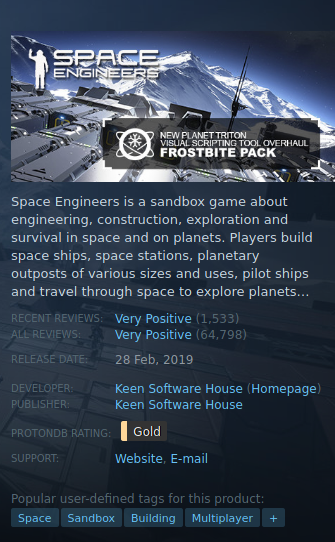 SPACE
ENGINEERS
NEW PLANET TRITON
VISUAL SCRIPTING TOOL OVERHAUL
FROSTBITE PACK
Space Engineers is a sandbox game about
engineering, construction, exploration and
survival in space and on planets. Players build
space ships, space stations, planetary
outposts of various sizes and uses, pilot ships
and travel through space to explore planets...
RECENT REVIEWS: Very Positive (1,533)
ALL REVIEWS: Very Positive (64,798)
RELEASE DATE: 28 Feb, 2019
DEVELOPER: Keen Software House (Homepage)
PUBLISHER: Keen Software House
PROTONDB RATING: Gold
SUPPORT: Website, E-mail
Popular user-defined tags for this product:
Space Sandbox Building Multiplayer +